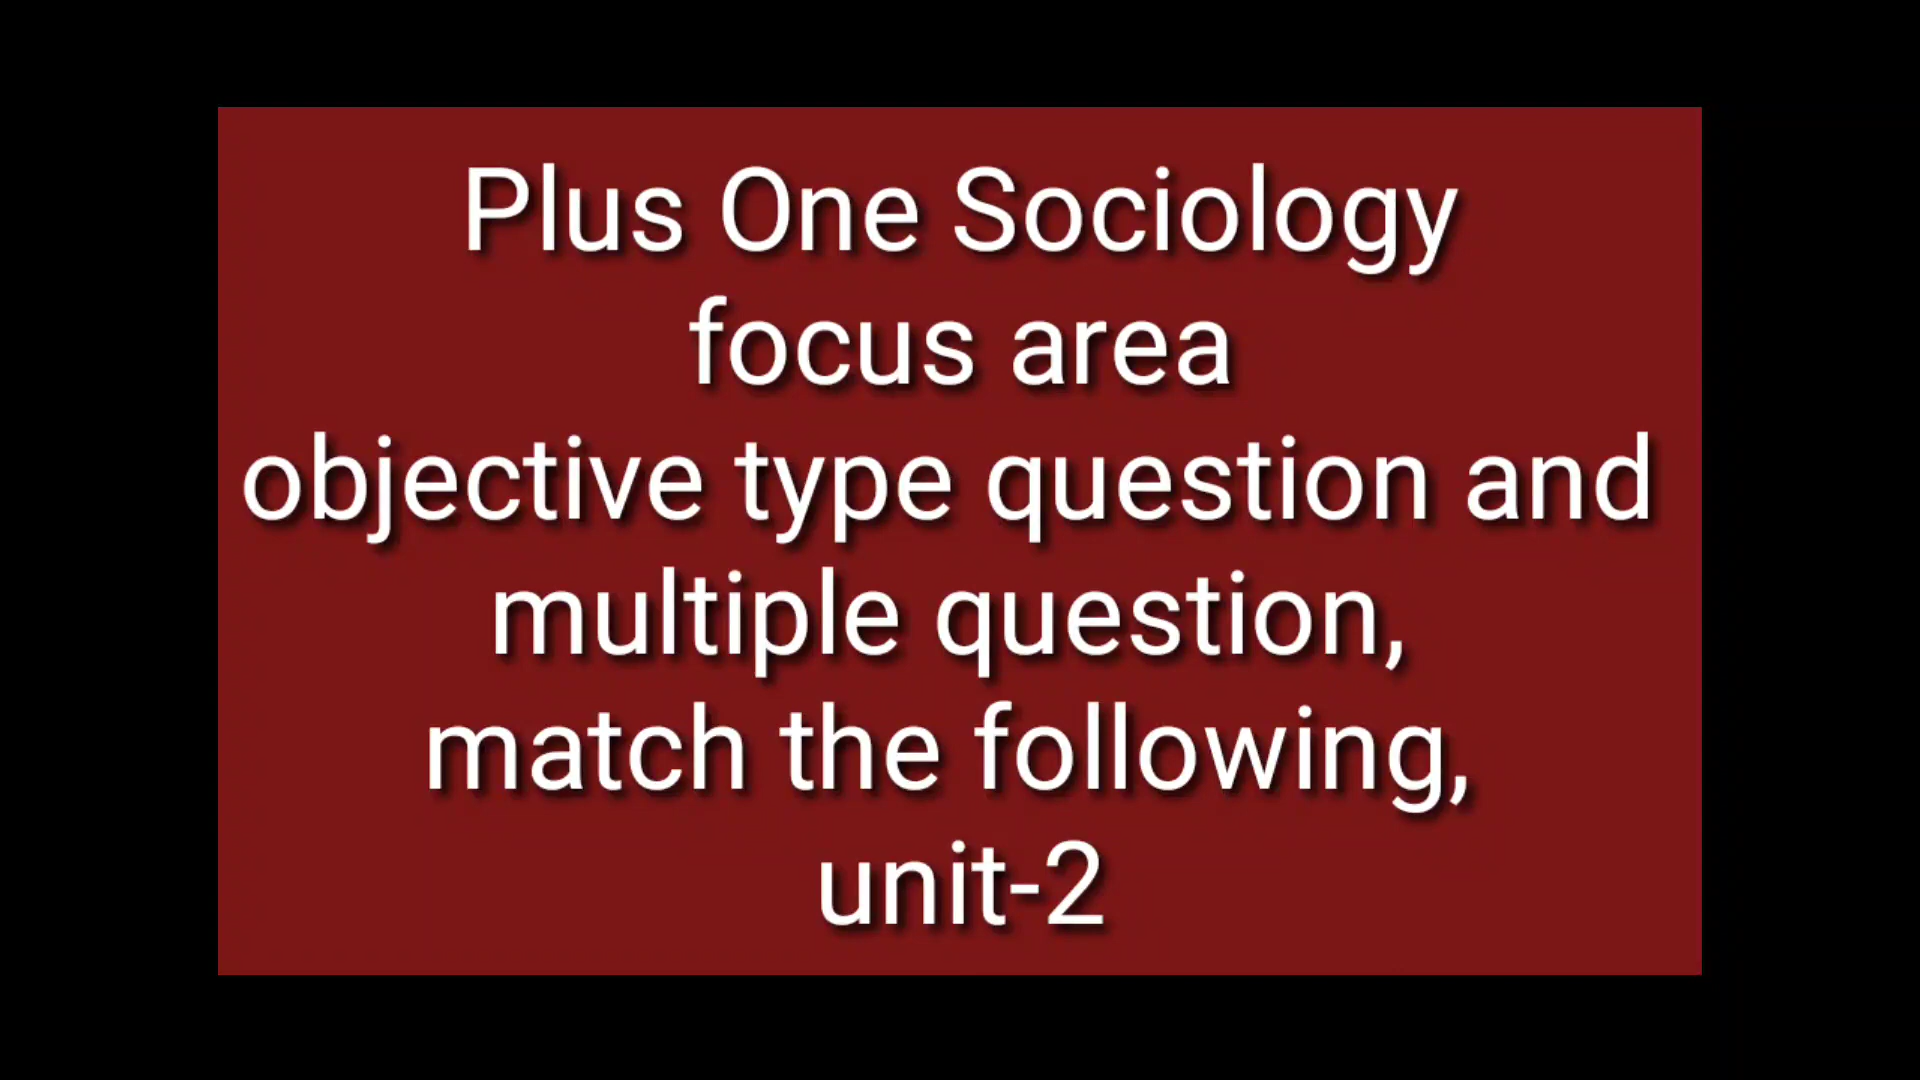 Plus One Sociology
focus area
objective type question and
multiple question,
match the following,
unit-2